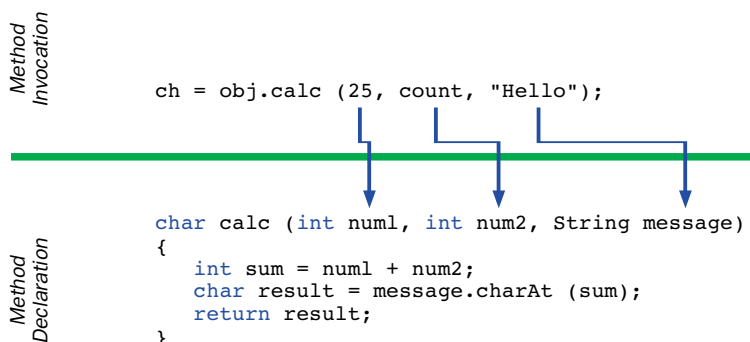 Method
Invocation
ch = obj.calc (25, count, "Hello");
char calc (int num1, int num2, String message)
{
int sum = num1 + num2;
char result = message.charAt (sum);
return result;
}
Method
Declaration